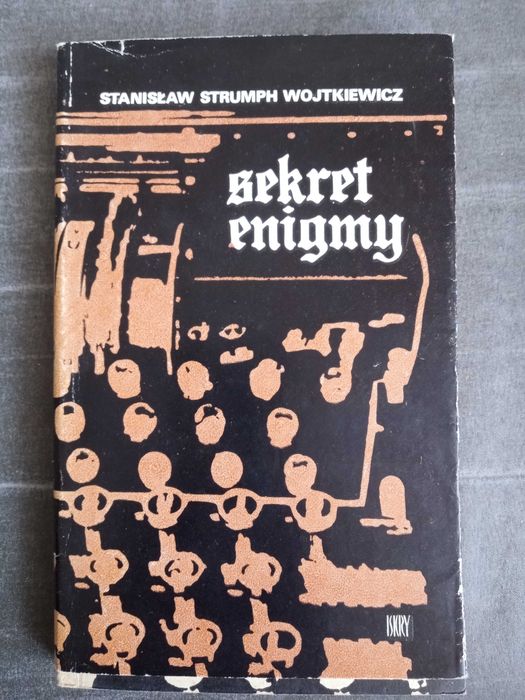 STANISŁAW STRUMPH WOJTKIEWICZ
sekret
enigmy
ISKRY